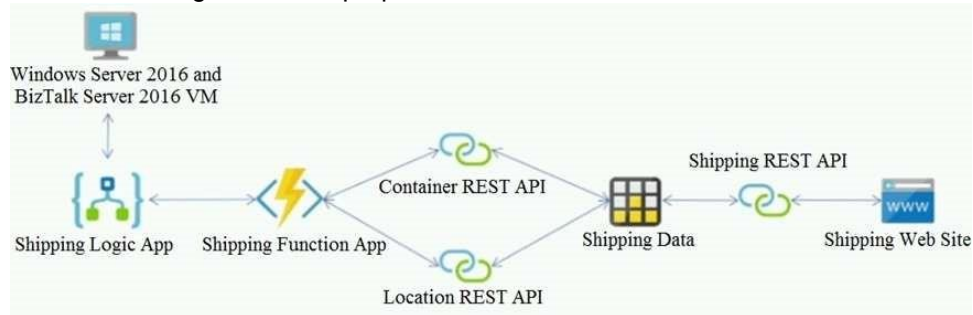 Windows Server 2016 and
BizTalk Server 2016 VM
Shipping REST API
Container REST API
Shipping Logic App
Shipping Function App
Shipping Data
www
Shipping Web Site
Location REST API